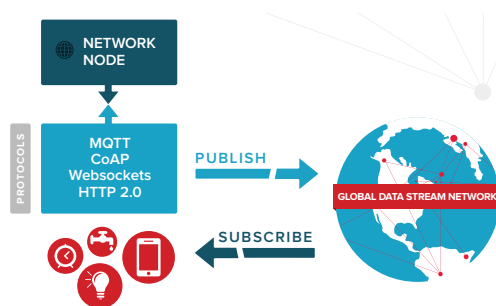 NETWORK
NODE
PROTOCOLS
MQTT
CoAP
Websockets
HTTP 2.0
PUBLISH
GLOBAL DATA STREAM NETWORK
SUBSCRIBE